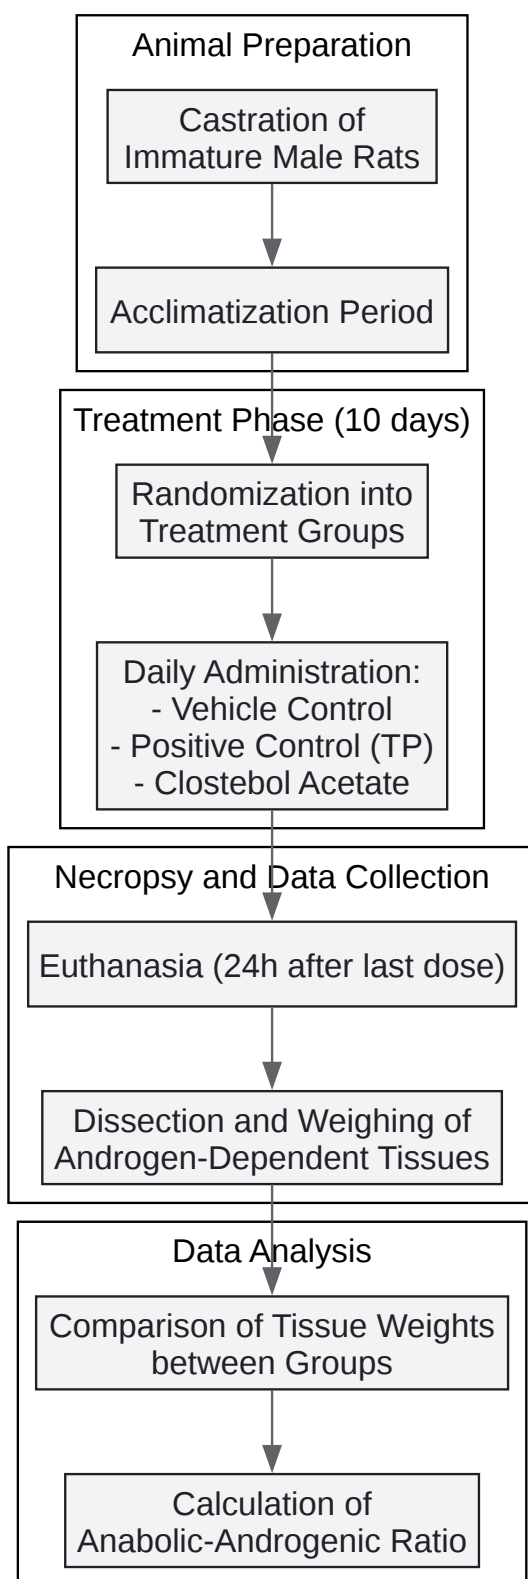 Animal Preparation
Castration of
Immature Male Rats
Acclimatization Period
Treatment Phase (10 days)
Randomization into
Treatment Groups
Daily Administration:
- Vehicle Control
- Positive Control (TP)
- Clostebol Acetate
Necropsy and Data Collection
Euthanasia (24h after last dose)
Dissection and Weighing of
Androgen-Dependent Tissues
Data Analysis
Comparison of Tissue Weights
between Groups
Calculation of
Anabolic-Androgenic Ratio